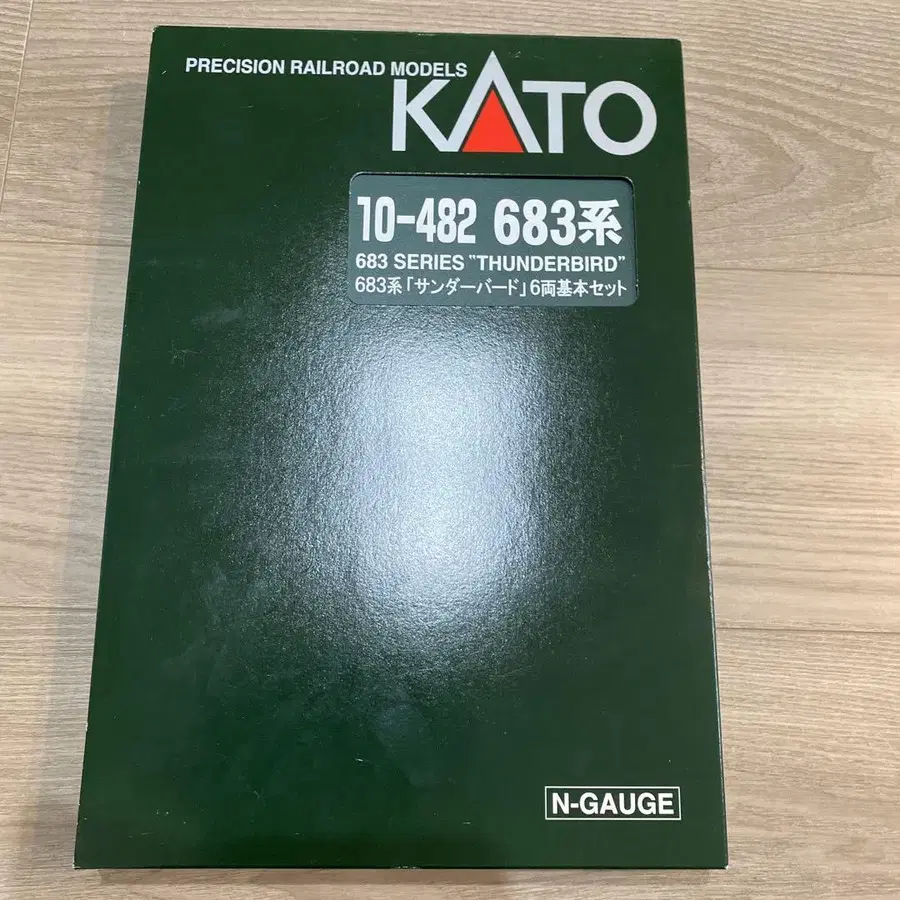 PRECISION RAILROAD MODELS
KATO
10-482 683系
683 SERIES "THUNDERBIRD"
683系「サンダーバード」6両基本セット
N-GAUGE